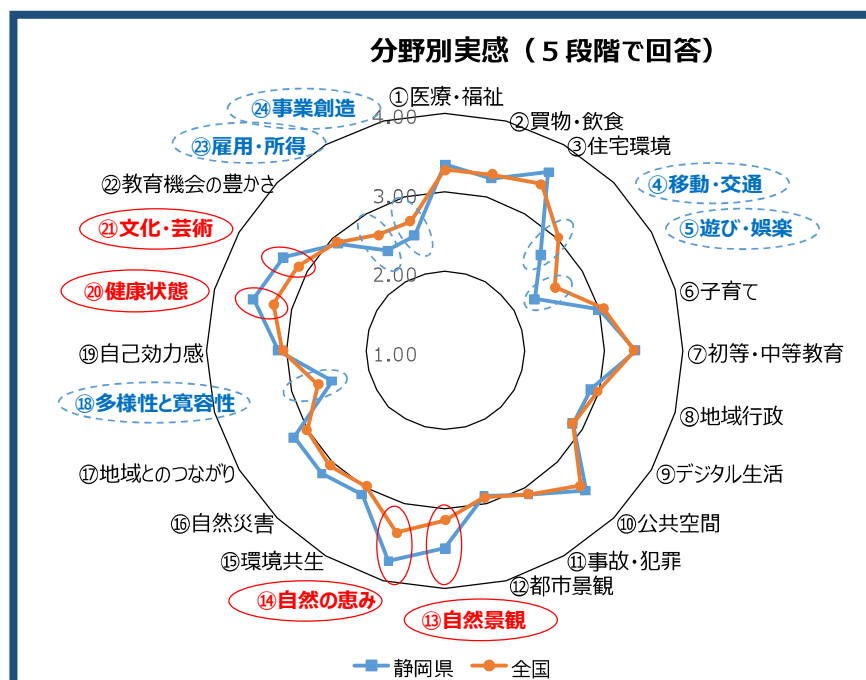 分野別実感（５段階で回答）
①医療・福祉
②買物・飲食
③住宅環境
④移動・交通
⑤遊び・娯楽
⑥子育て
⑦初等・中等教育
⑧地域行政
⑨デジタル生活
⑩公共空間
⑪事故・犯罪
⑫都市景観
⑬自然景観
⑭自然の恵み
⑮環境共生
⑯自然災害
⑰地域とのつながり
⑱多様性と寛容性
⑲自己効力感
⑳健康状態
㉑文化・芸術
㉒教育機会の豊かさ
㉓雇用・所得
㉔事業創造
4.00
3.00
2.00
1.00
静岡県
全国